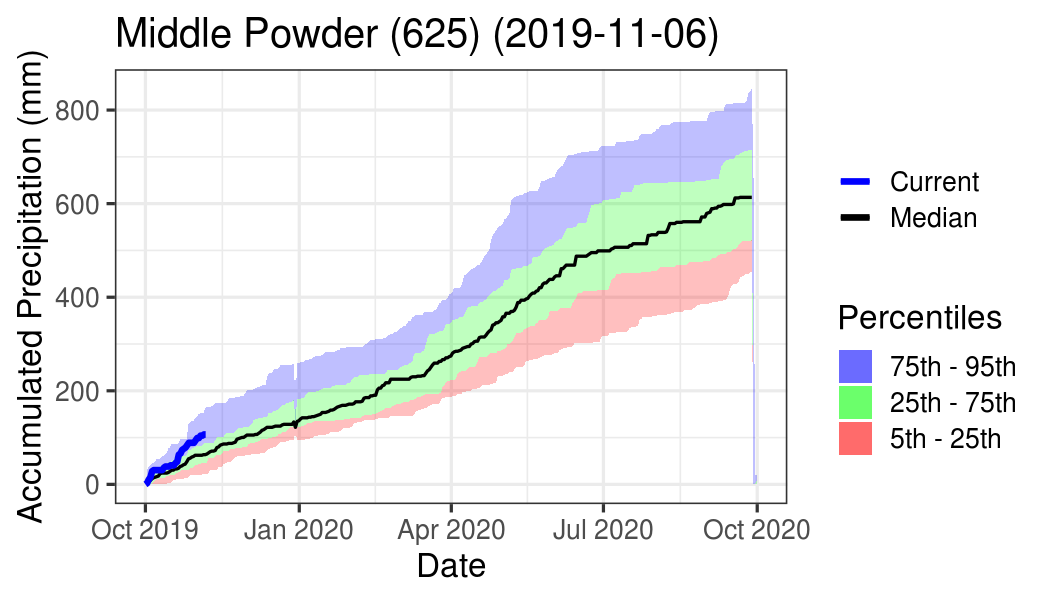 Middle Powder (625) (2019-11-06)
Accumulated Precipitation (mm)
800
600
400
200
0
Oct 2019
Jan 2020
Apr 2020
Jul 2020
Oct 2020
Date
Current
Median
Percentiles
75th - 95th
25th - 75th
5th - 25th